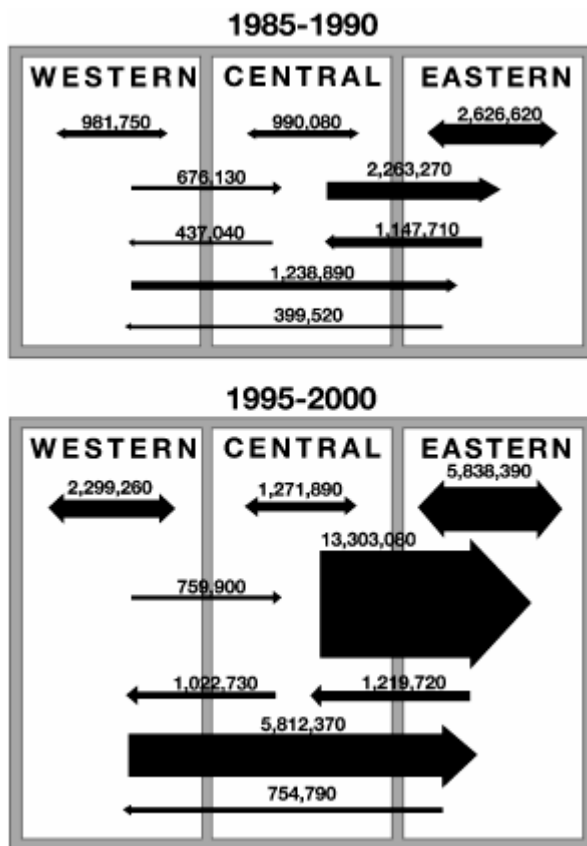 1985-1990
WESTERN CENTRAL EASTERN
981,750 990,080 2,626,620
676,130 2,263,270
437,040 1,147,710
1,238,890
399,520
1995-2000
WESTERN CENTRAL EASTERN
2,299,260 1,271,890 5,838,390
13,303,080
759,900
1,022,730 1,219,720
5,812,370
754,790